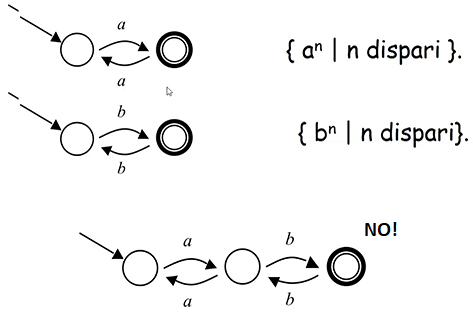 a
{ aⁿ | n dispari }.
a
b
{ bⁿ | n dispari}.
b
NO!
a b
a b